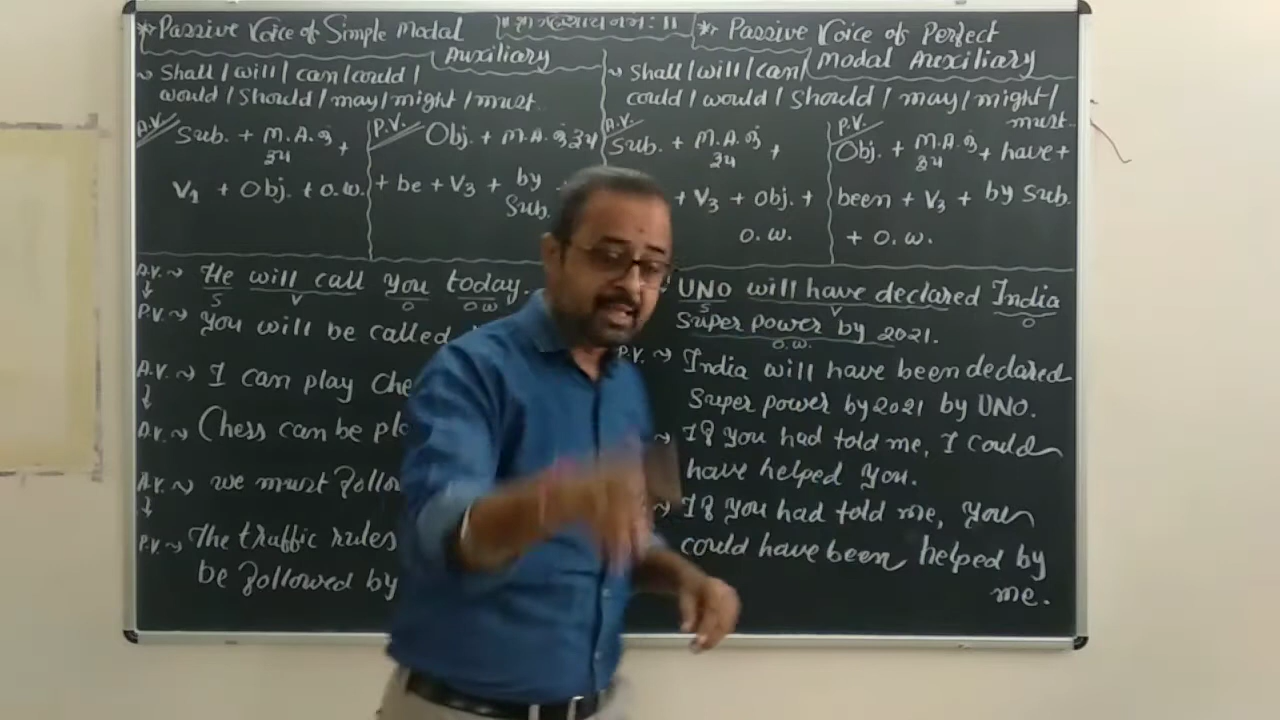 * Passive Voice of Simple Modal
Auxiliary
~ Shall / will / can / could /
would / Should / may / might / must.
A.V. Sub. + M.A. +
V1 + Obj. + O.W.
P.V. Obj. + M.A.
+ be + V3 + by
Sub.
* Passive Voice of Perfect
Modal Auxiliary
~ Shall / will / can /
could / would / Should / may / might /
must.
A.V. Sub. + M.A. +
+ V3 + Obj. +
O.W.
P.V. Obj. + M.A. + have +
been + V3 + by Sub.
+ O.W.
A.V. ~ He will call you today.
S V O O.W
P.V. ~ You will be called
A.V. ~ I can play Che
A.V. ~ Chess can be pla
A.V. ~ we must follo
P.V. ~ The traffic rules
be followed by
UNO will have declared India
S V O
Super power by 2021.
O.W.
P.V. ~ India will have been declared
Super power by 2021 by UNO.
~ If you had told me, I could
have helped you.
~ If you had told me, you
could have been helped by
me.